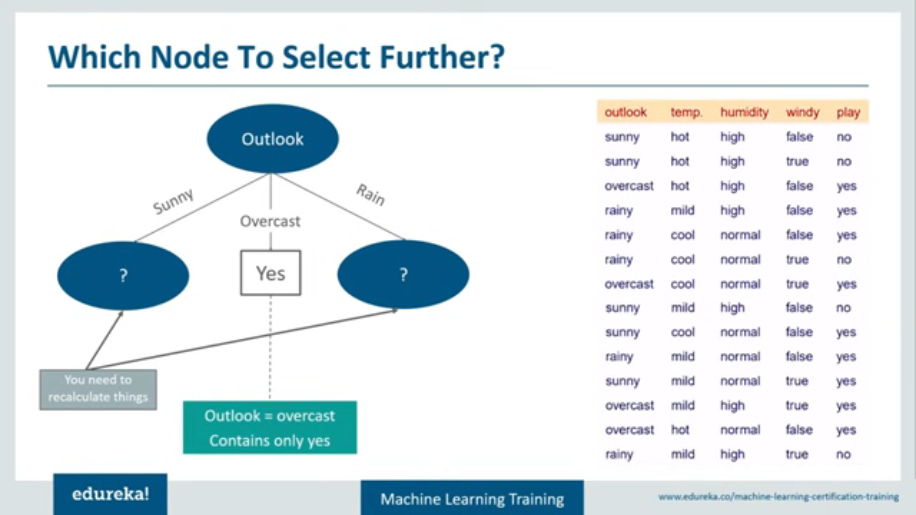 Which Node To Select Further?
Outlook
Sunny
Overcast
Rain
?
Yes
?
You need to
recalculate things
Outlook = overcast
Contains only yes
outlook temp. humidity windy play
sunny hot high false no
sunny hot high true no
overcast hot high false yes
rainy mild high false yes
rainy cool normal false yes
rainy cool normal true no
overcast cool normal true yes
sunny mild high false no
sunny cool normal false yes
rainy mild normal false yes
sunny mild normal true yes
overcast mild high true yes
overcast hot normal false yes
rainy mild high true no
edureka!
Machine Learning Training
www.edureka.co/machine-learning-certification-training